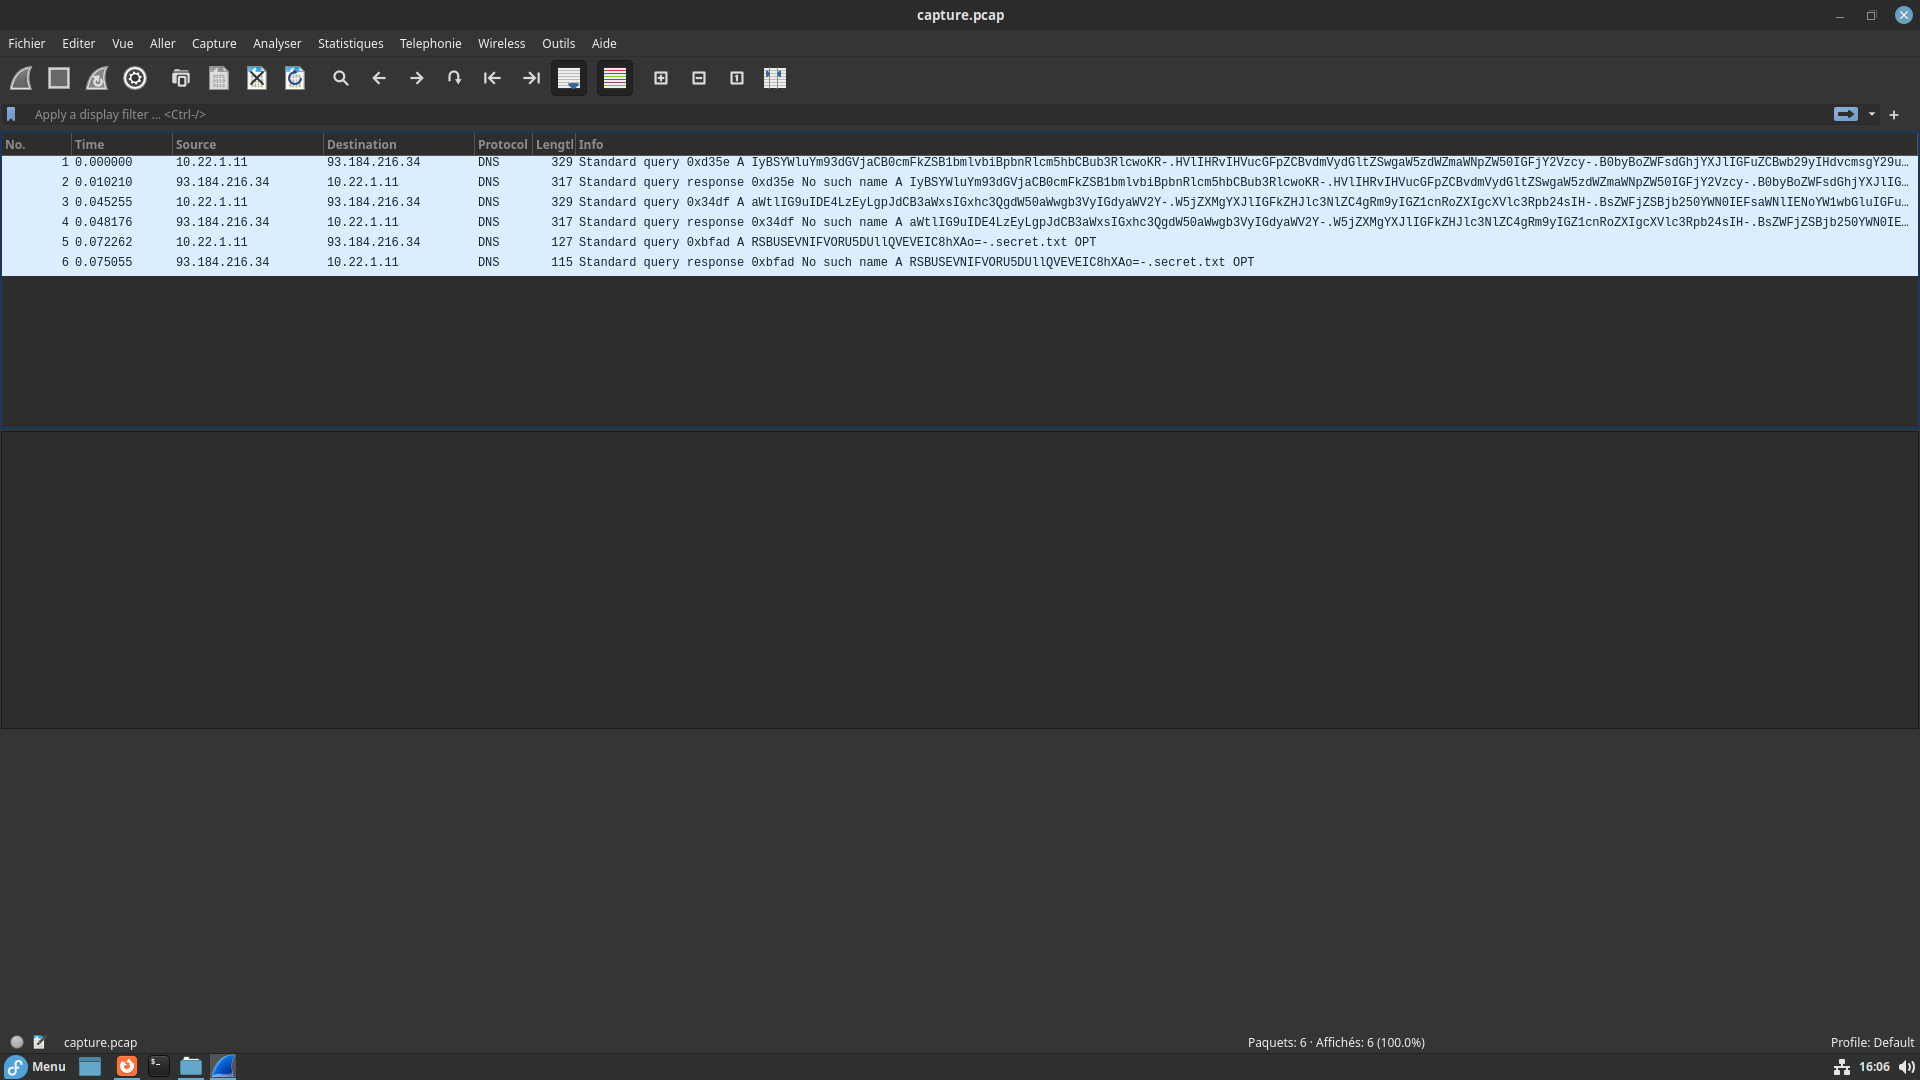 capture.pcap
Fichier Editer Vue Aller Capture Analyser Statistiques Telephonie Wireless Outils Aide
Apply a display filter ... <Ctrl-/>
No. Time Source Destination Protocol Lengtl Info
1 0.000000 10.22.1.11 93.184.216.34 DNS 329 Standard query 0xd35e A IyBSYWluYm93dGVjaCB0cmFkZSB1bmlvbiBpbnRlcm5hbCBub3RlcwoKR-.HVlIHRvIHVucGFpZCBvdmVydGltZSwgaW5zdWZmaWNpZW50IGFjY2Vzcy-.B0byBoZWFsdGhjYXJlIGFuZCBwb29yIHdvcmsgY29u…
2 0.010210 93.184.216.34 10.22.1.11 DNS 317 Standard query response 0xd35e No such name A IyBSYWluYm93dGVjaCB0cmFkZSB1bmlvbiBpbnRlcm5hbCBub3RlcwoKR-.HVlIHRvIHVucGFpZCBvdmVydGltZSwgaW5zdWZmaWNpZW50IGFjY2Vzcy-.B0byBoZWFsdGhjYXJlIG…
3 0.045255 10.22.1.11 93.184.216.34 DNS 329 Standard query 0x34df A aWtlIG9uIDE4LzEyLgpJdCB3aWxsIGxhc3QgdW50aWwgb3VyIGdyaWV2Y-.W5jZXMgYXJlIGFkZHJlc3NlZC4gRm9yIGZ1cnRoZXIgcXVlc3Rpb24sIH-.BsZWFjZSBjb250YWN0IEFsaWNlIENoYW1wbGluIGFu…
4 0.048176 93.184.216.34 10.22.1.11 DNS 317 Standard query response 0x34df No such name A aWtlIG9uIDE4LzEyLgpJdCB3aWxsIGxhc3QgdW50aWwgb3VyIGdyaWV2Y-.W5jZXMgYXJlIGFkZHJlc3NlZC4gRm9yIGZ1cnRoZXIgcXVlc3Rpb24sIH-.BsZWFjZSBjb250YWN0IE…
5 0.072262 10.22.1.11 93.184.216.34 DNS 127 Standard query 0xbfad A RSBUSEVNIFVORU5DUllQVEVEIC8hXAo=-.secret.txt OPT
6 0.075055 93.184.216.34 10.22.1.11 DNS 115 Standard query response 0xbfad No such name A RSBUSEVNIFVORU5DUllQVEVEIC8hXAo=-.secret.txt OPT
capture.pcap Paquets: 6 · Affichés: 6 (100.0%) Profile: Default
Menu 16:06